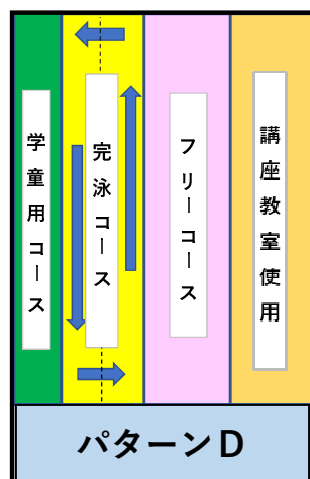 学童用コース
完泳コース
フリーコース
講座教室使用
パターンD